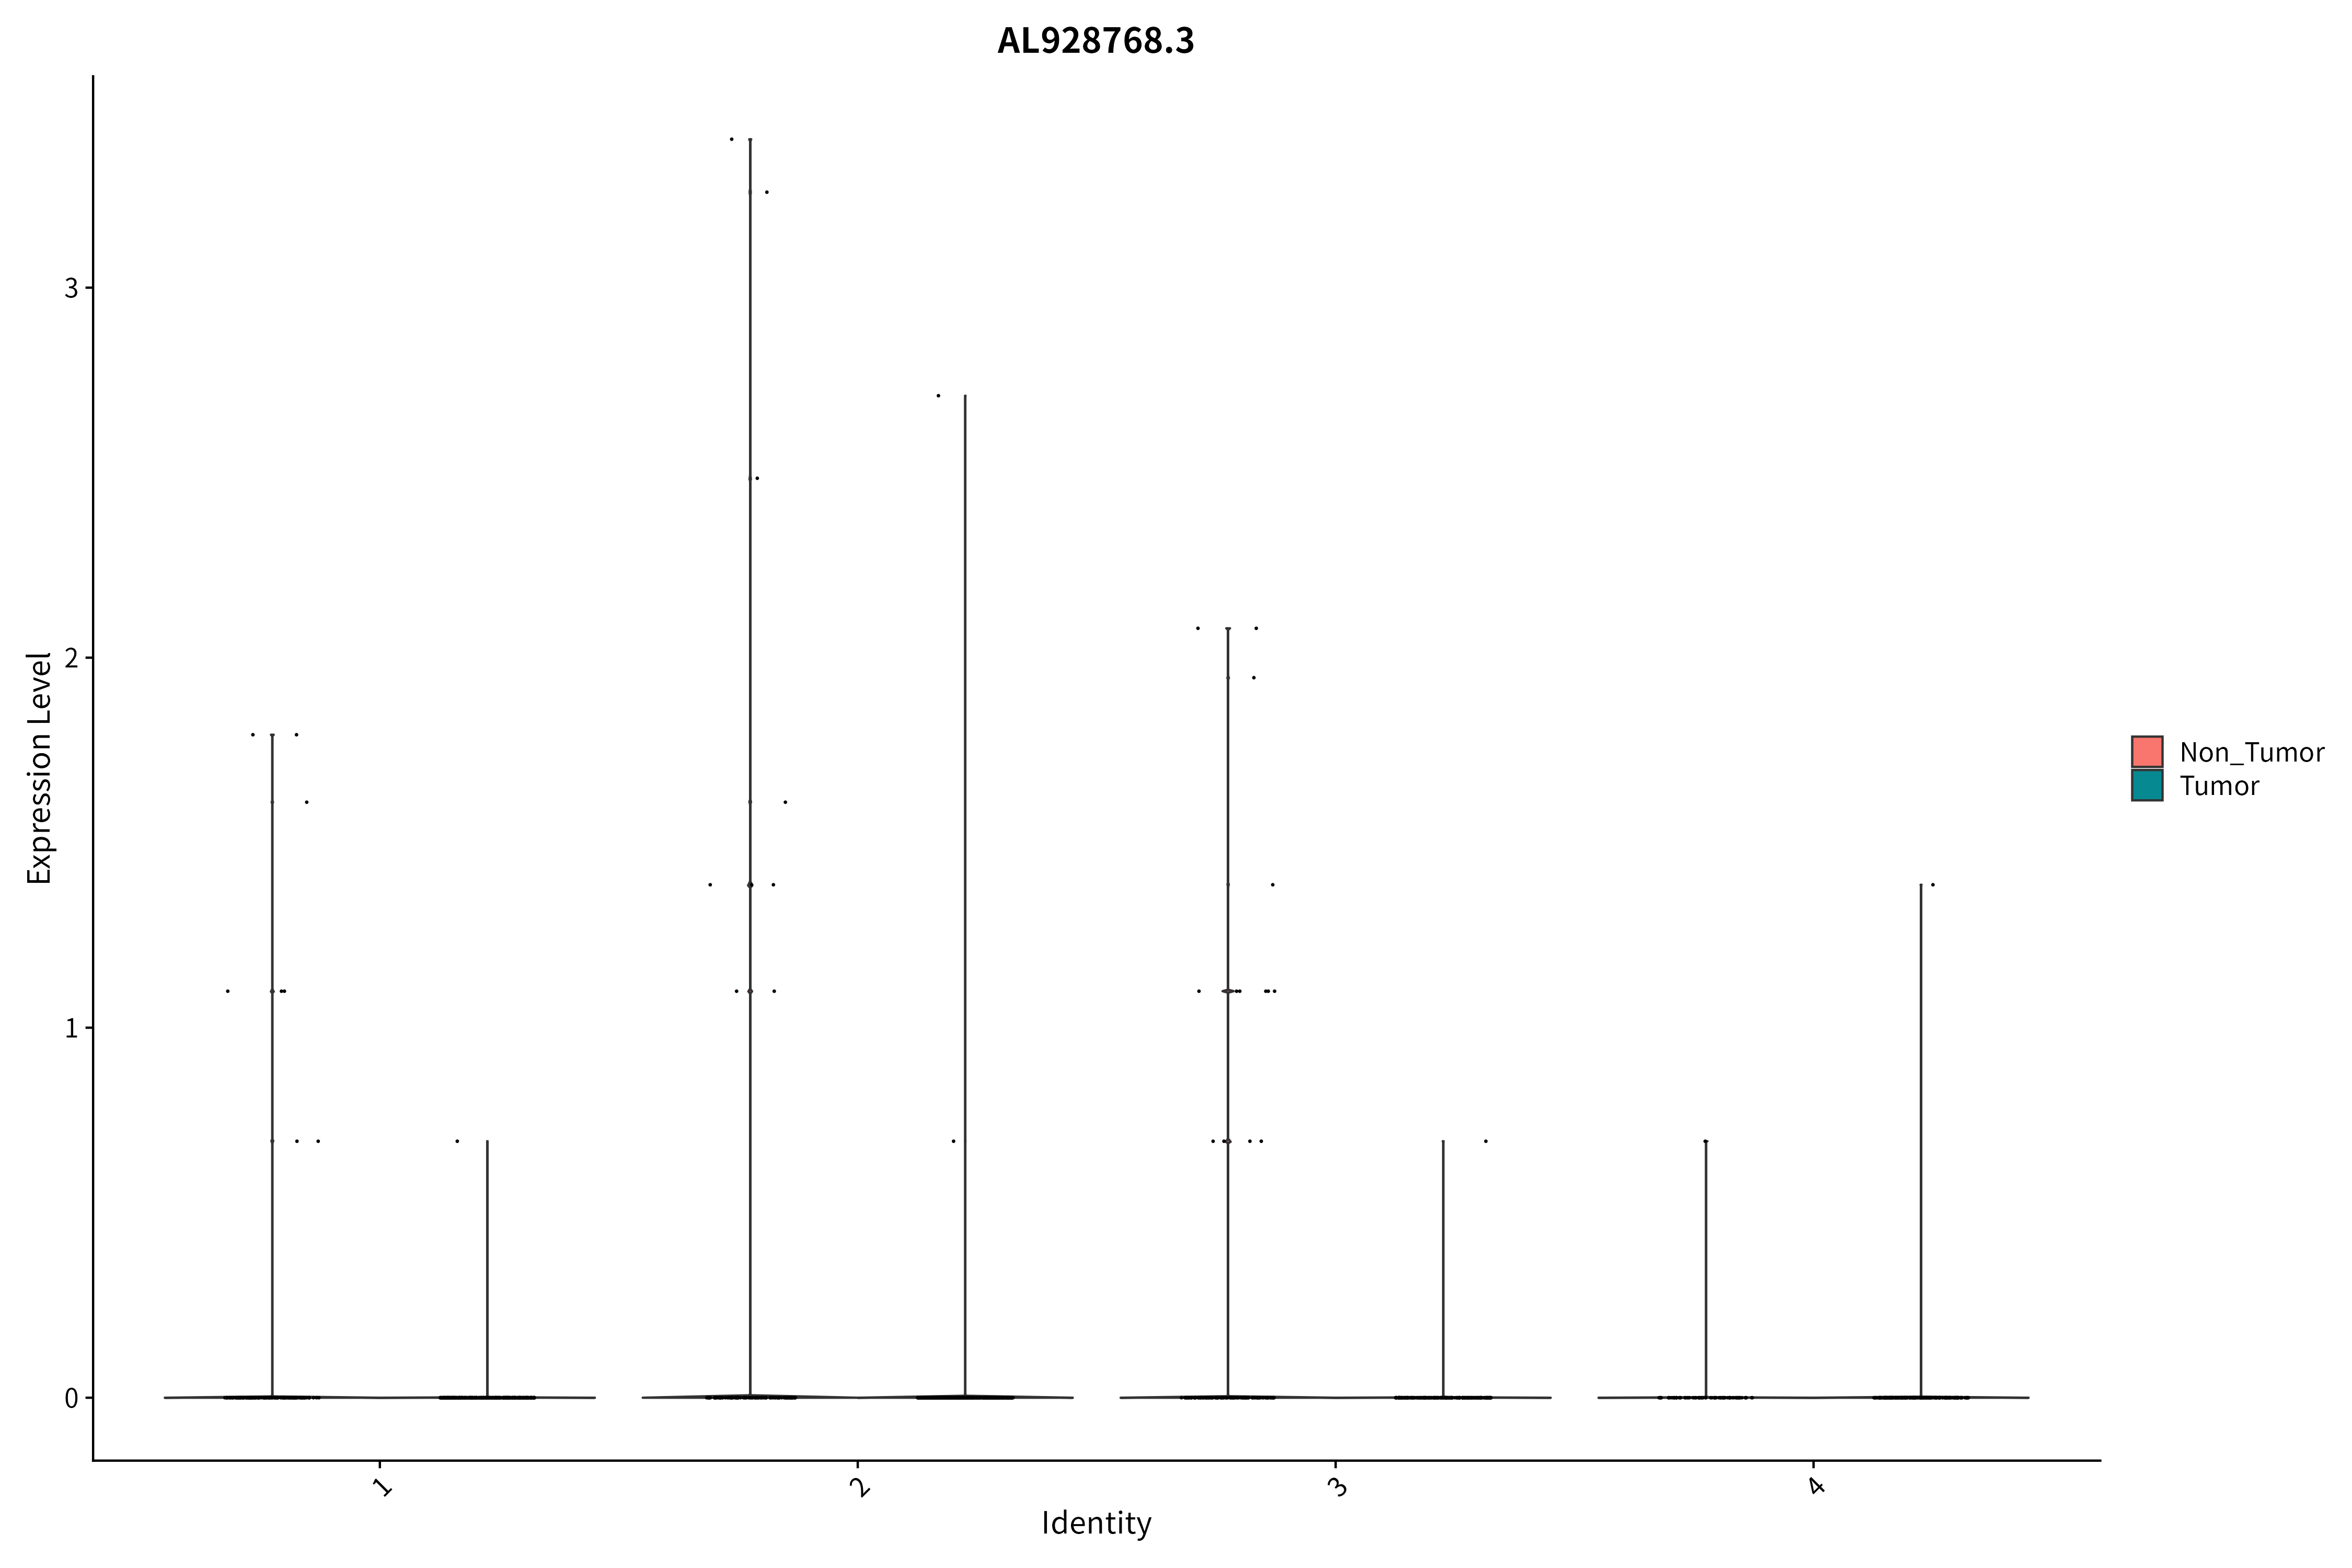 AL928768.3
Expression Level
3
2
1
0
1
2
3
4
Identity
Non_Tumor
Tumor